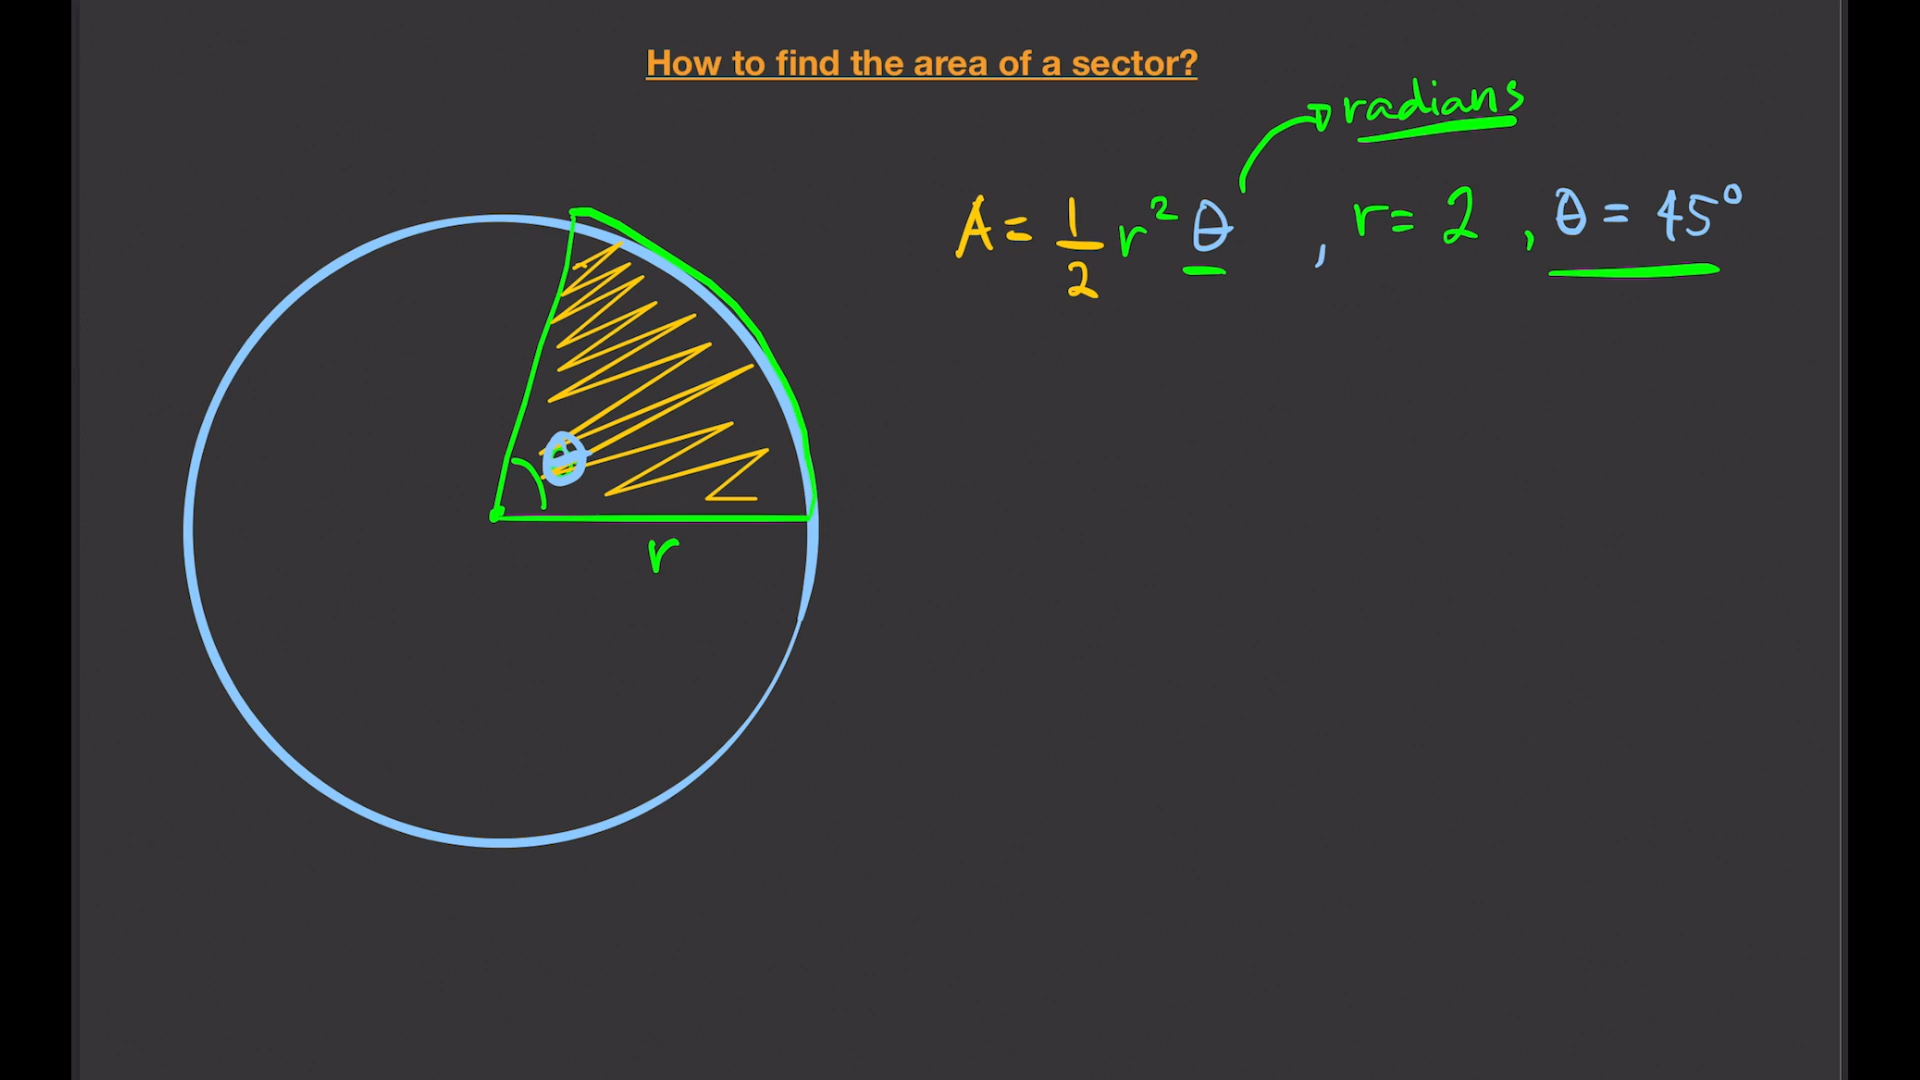 How to find the area of a sector?
radians
A = 1/2 r² θ , r = 2 , θ = 45°
θ
r